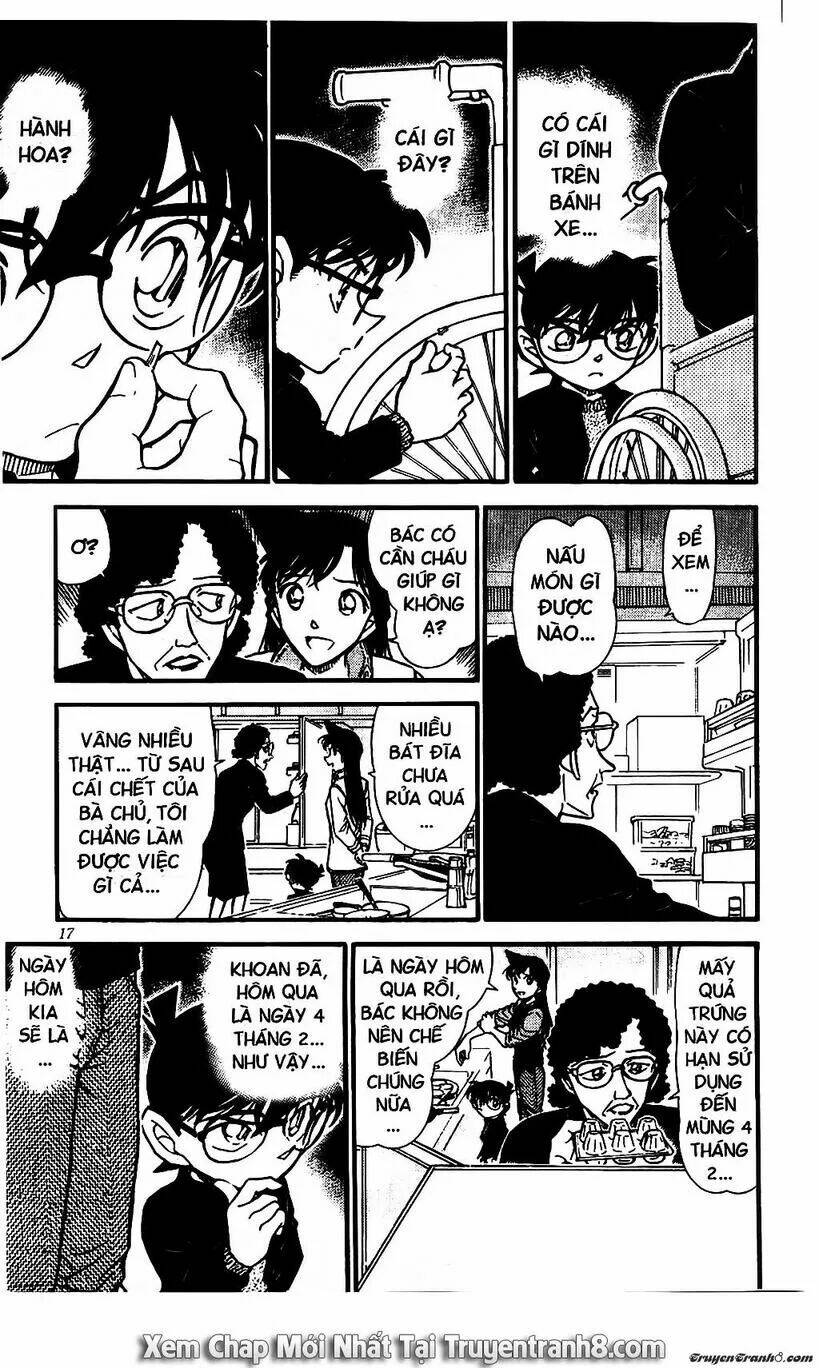 CÓ CÁI
GÌ DÍNH
TRÊN
BÁNH
XE...
CÁI GÌ
ĐÂY?
HÀNH
HOA?
ĐỂ
XEM
...
NẤU
MÓN GÌ
ĐƯỢC
NÀO...
BÁC CÓ
CẦN CHÁU
GIÚP GÌ
KHÔNG
Ạ?
Ơ?
NHIỀU
BÁT ĐĨA
CHƯA
RỬA QUÁ
...
VÂNG NHIỀU
THẬT... TỪ SAU
CÁI CHẾT CỦA
BÀ CHỦ, TÔI
CHẲNG LÀM
ĐƯỢC VIỆC
GÌ CẢ...
17
MẤY
QUẢ
TRỨNG
NÀY CÓ
HẠN SỬ
DỤNG
ĐẾN
MÙNG 4
THÁNG
2...
LÀ NGÀY HÔM
QUA RỒI,
BÁC KHÔNG
NÊN CHẾ
BIẾN
CHÚNG
NỮA
...
KHOAN ĐÃ,
HÔM QUA
LÀ NGÀY 4
THÁNG 2...
NHƯ VẬY...
NGÀY
HÔM
KIA
SẼ LÀ
...
Xem Chap Mới Nhất Tại Truyentranh8.com
TruyenTranh8.com